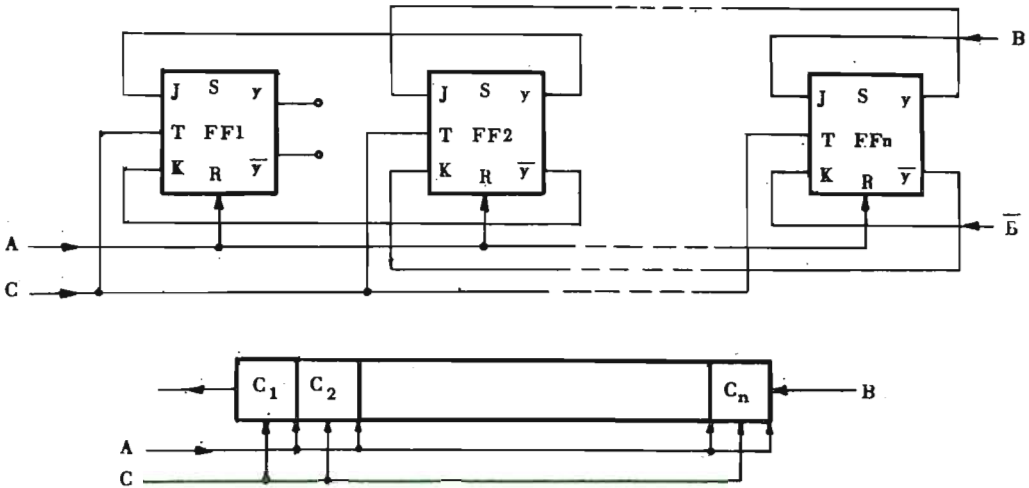 B
J S y
T FF1
K R y̅
J S y
T FF2
K R y̅
J S y
T FFn
K R y̅
A
Б̅
C
C₁ C₂ Cₙ B
A
C